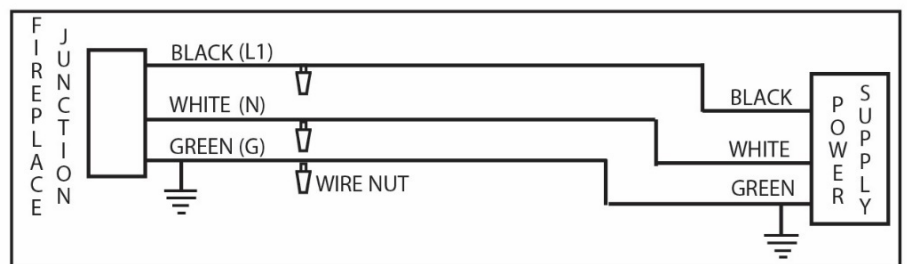 FIREPLACE
JUNCTION
BLACK (L1)
WHITE (N)
GREEN (G)
WIRE NUT
BLACK
WHITE
GREEN
POWER
SUPPLY